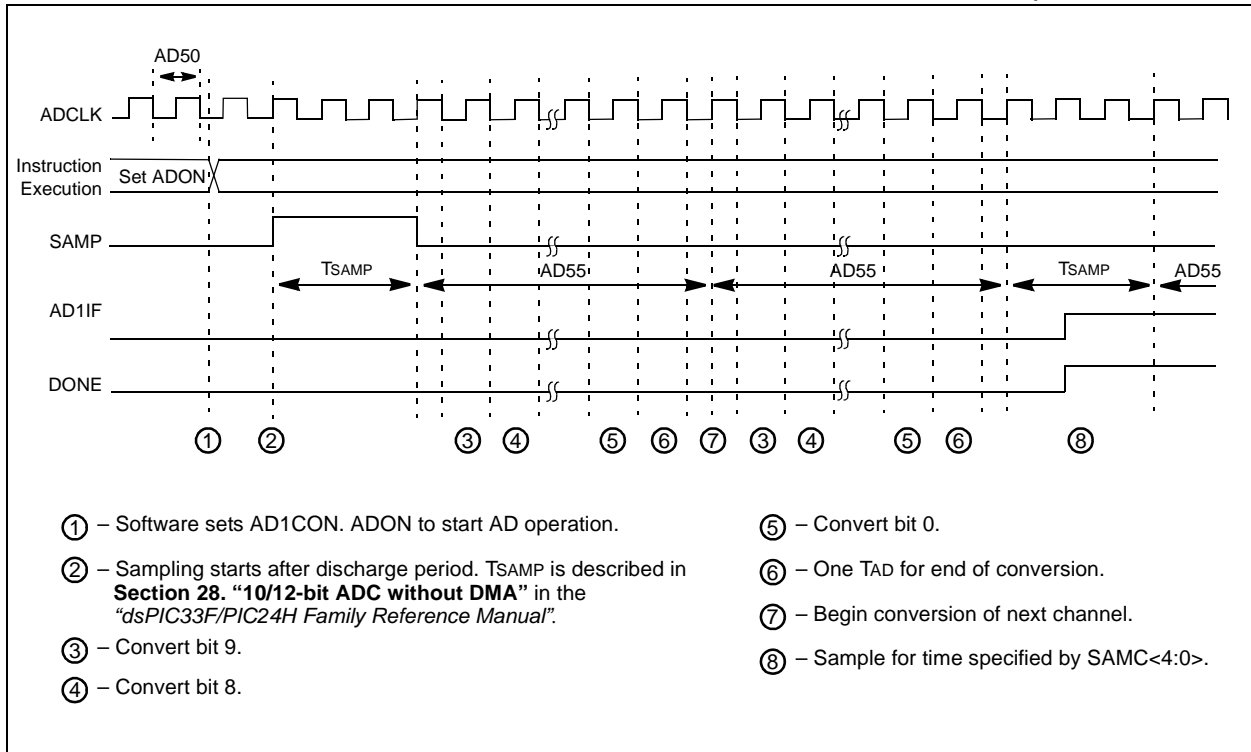 AD50
ADCLK
Instruction
Execution
Set ADON
SAMP
TSAMP
AD55
AD55
TSAMP
AD55
AD1IF
DONE
1 2 3 4 5 6 7 3 4 5 6 8
1 – Software sets AD1CON. ADON to start AD operation.
2 – Sampling starts after discharge period. TSAMP is described in
Section 28. “10/12-bit ADC without DMA” in the
“dsPIC33F/PIC24H Family Reference Manual”.
3 – Convert bit 9.
4 – Convert bit 8.
5 – Convert bit 0.
6 – One TAD for end of conversion.
7 – Begin conversion of next channel.
8 – Sample for time specified by SAMC<4:0>.